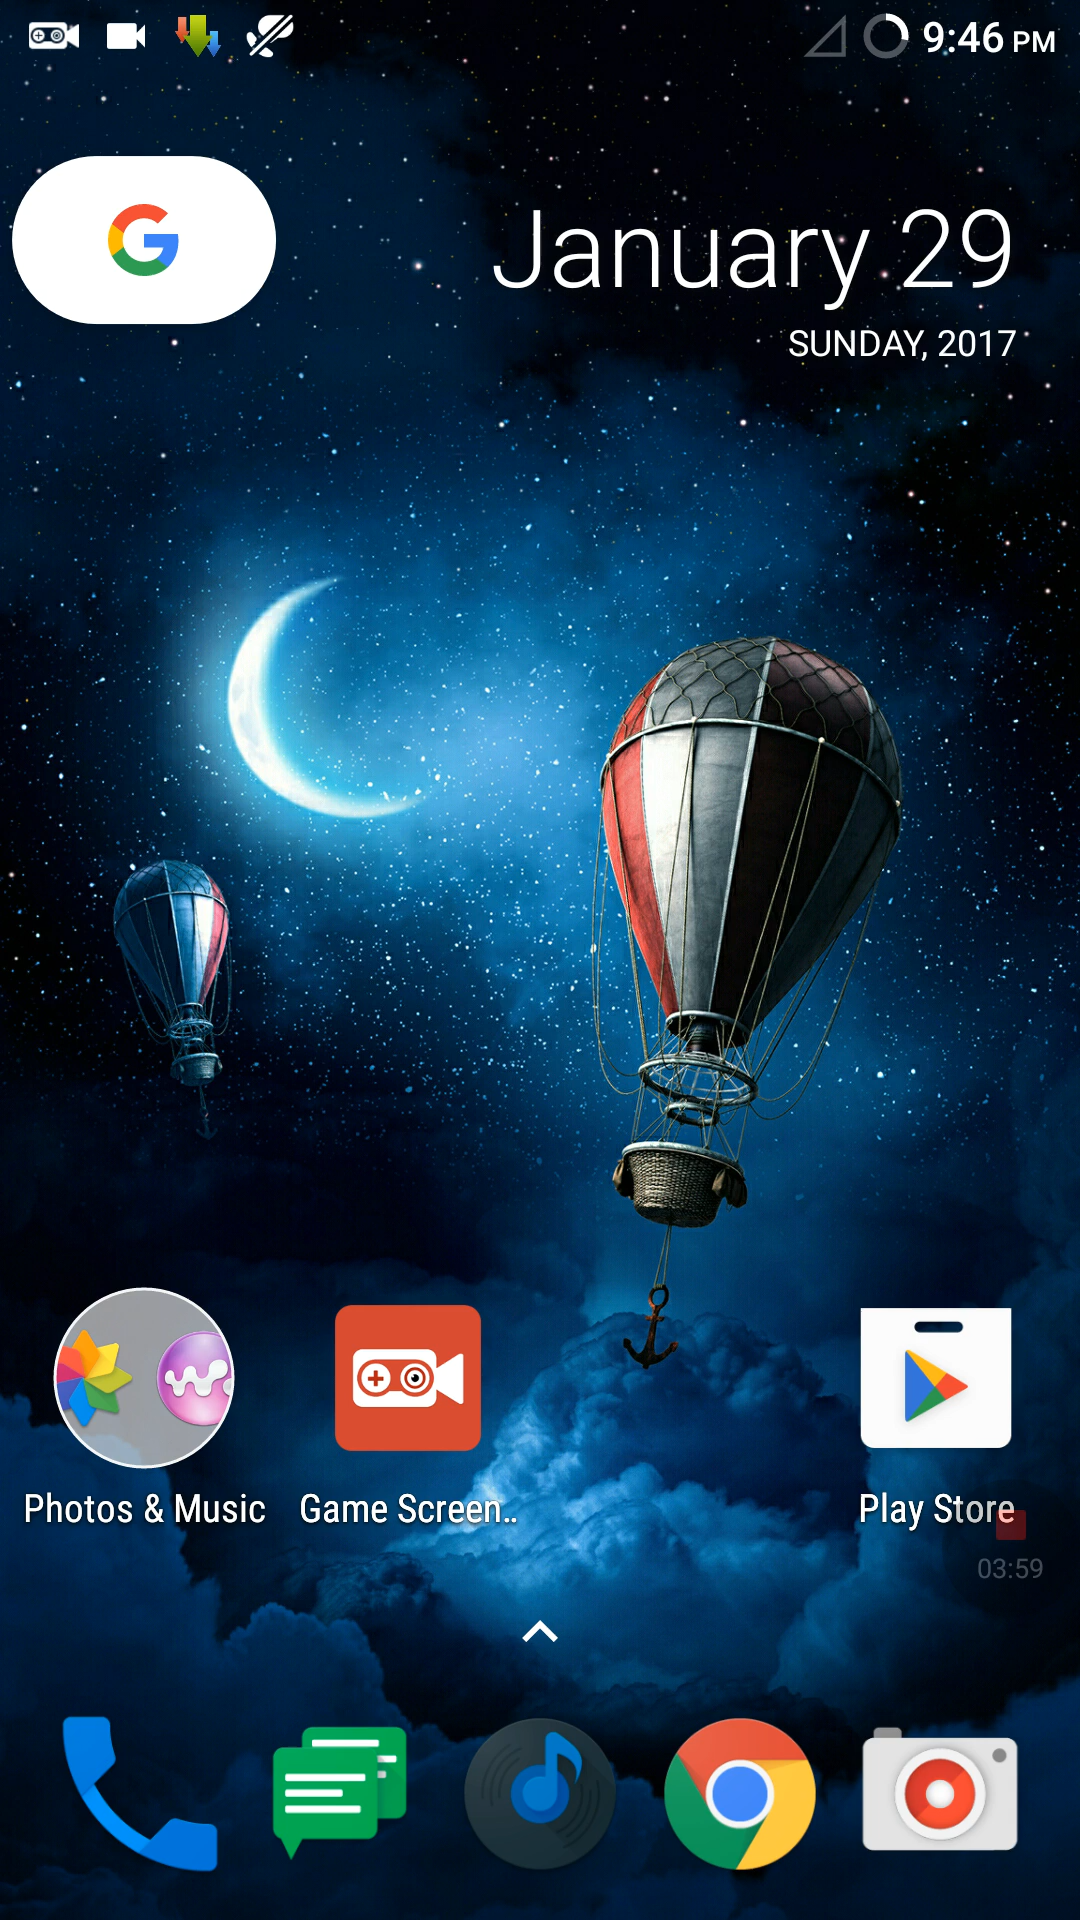 9:46 PM
January 29
SUNDAY, 2017
Photos & Music
Game Screen..
Play Store
03:59